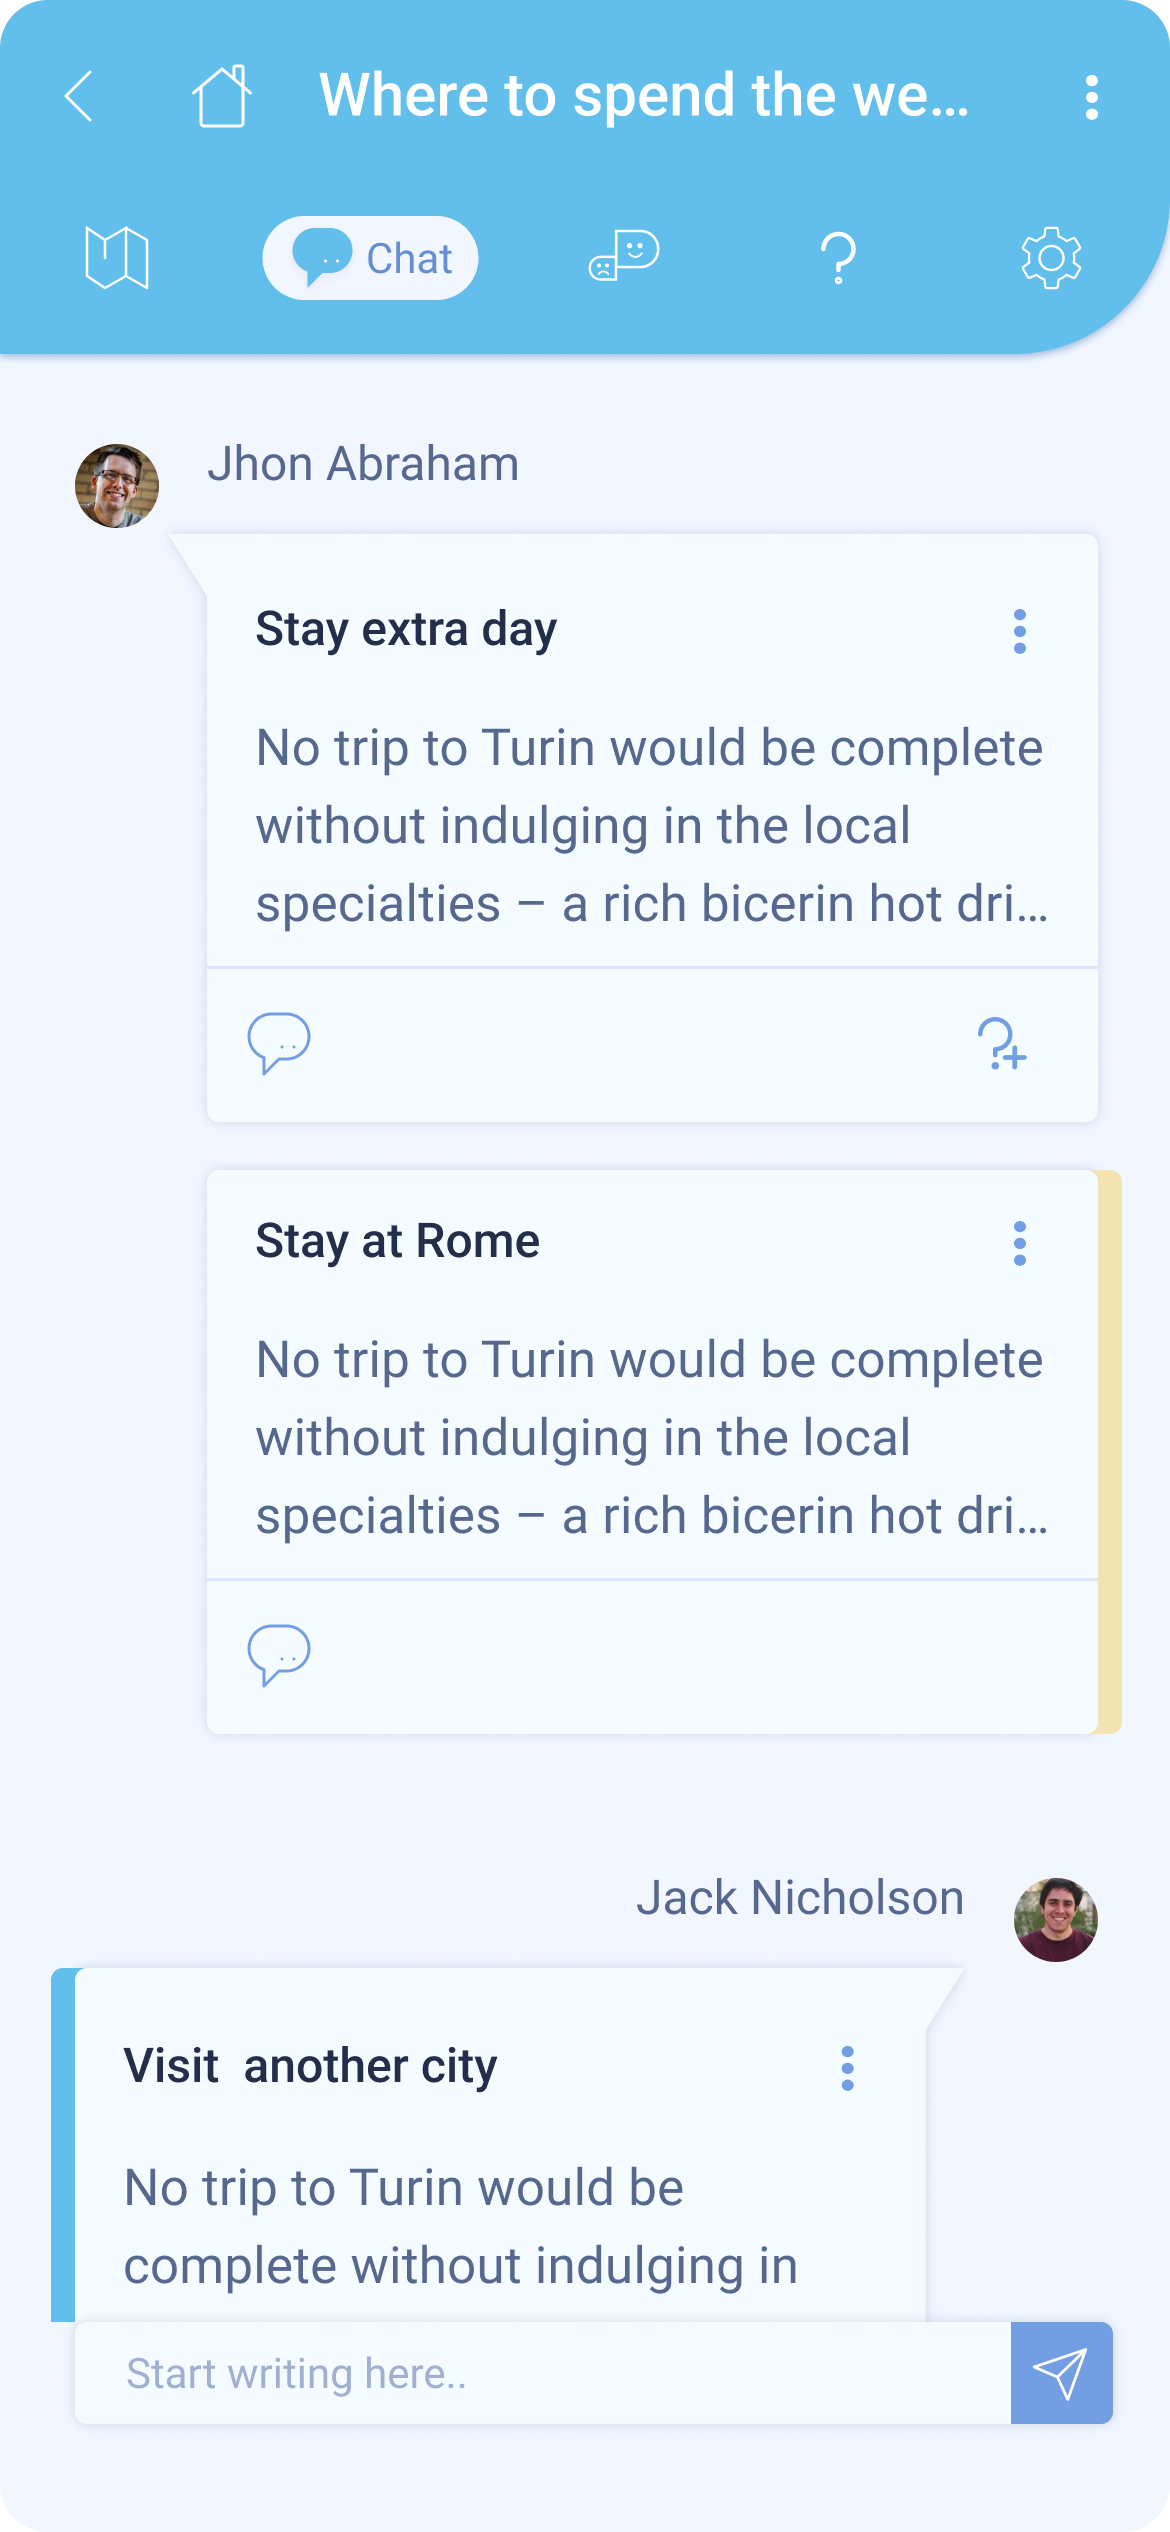 Where to spend the we...
Chat
Jhon Abraham
Stay extra day
No trip to Turin would be complete
without indulging in the local
specialties – a rich bicerin hot dri...
Stay at Rome
No trip to Turin would be complete
without indulging in the local
specialties – a rich bicerin hot dri...
Jack Nicholson
Visit  another city
No trip to Turin would be
complete without indulging in
Start writing here..